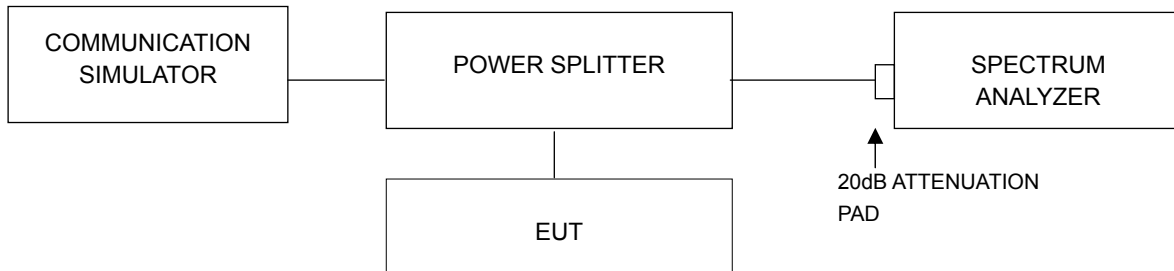 COMMUNICATION
SIMULATOR
POWER SPLITTER
SPECTRUM
ANALYZER
20dB ATTENUATION
PAD
EUT